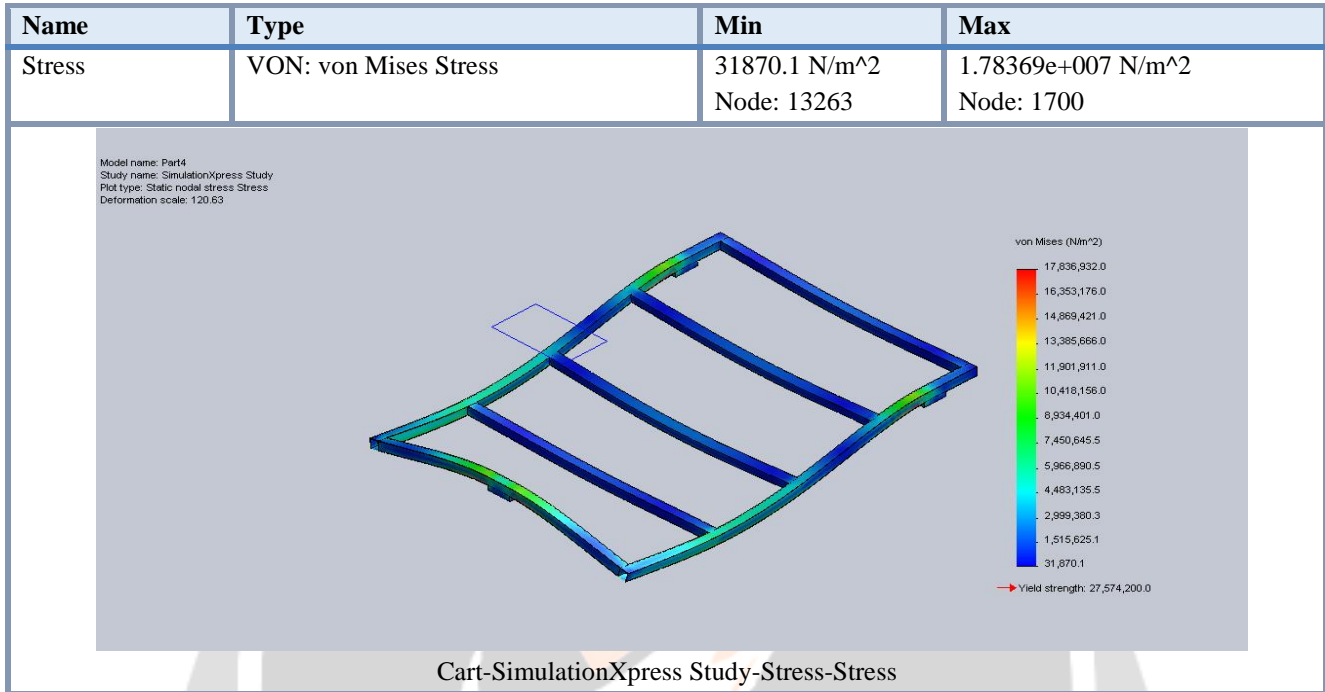 Name Type Min Max
Stress VON: von Mises Stress 31870.1 N/m^2 1.78369e+007 N/m^2
Node: 13263 Node: 1700
Model name: Part4
Study name: SimulationXpress Study
Plot type: Static nodal stress Stress
Deformation scale: 120.63
von Mises (N/m^2)
17,836,932.0
16,353,176.0
14,869,421.0
13,385,666.0
11,901,911.0
10,418,156.0
8,934,401.0
7,450,645.5
5,966,890.5
4,483,135.5
2,999,380.3
1,515,625.1
31,870.1
Yield strength: 27,574,200.0
Cart-SimulationXpress Study-Stress-Stress